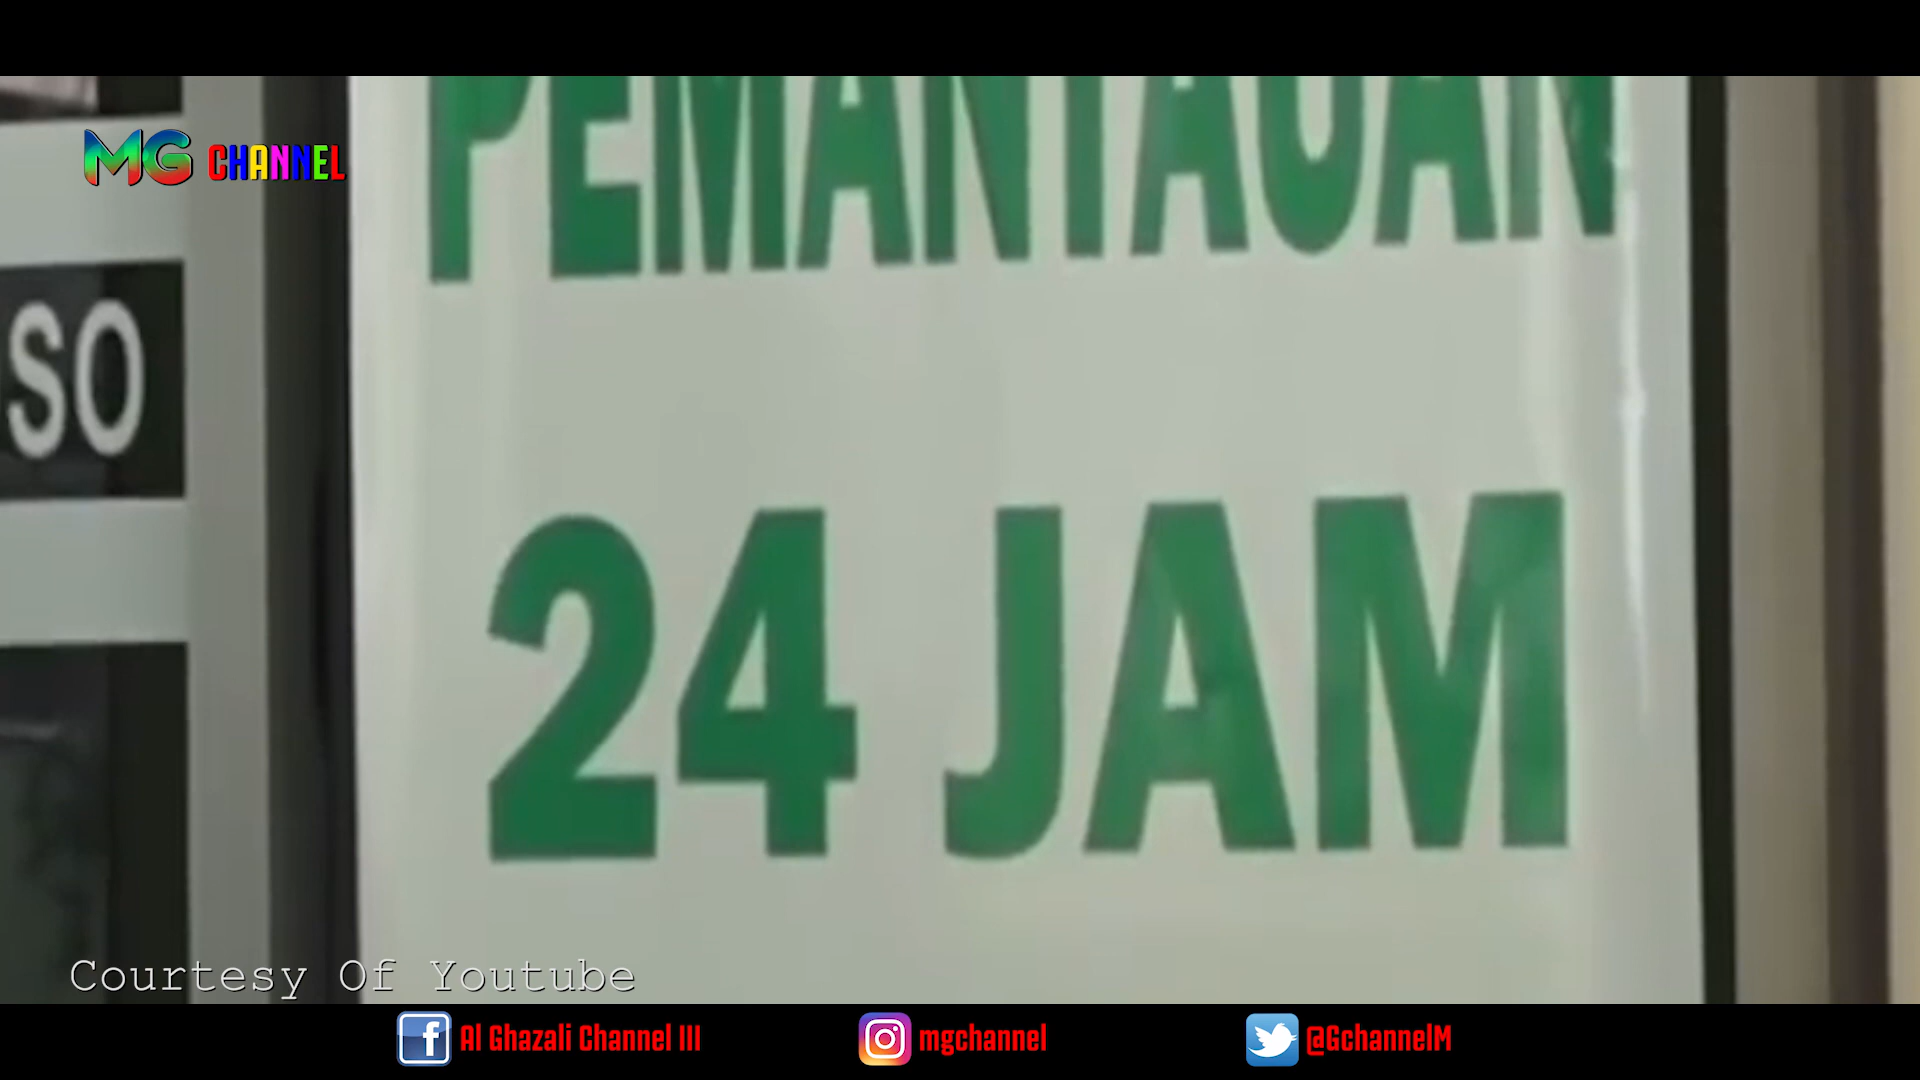 PEMANTAUAN
MG CHANNEL
SO
24 JAM
Courtesy Of Youtube
Al Ghazali Channel III
mgchannel
@GchannelM